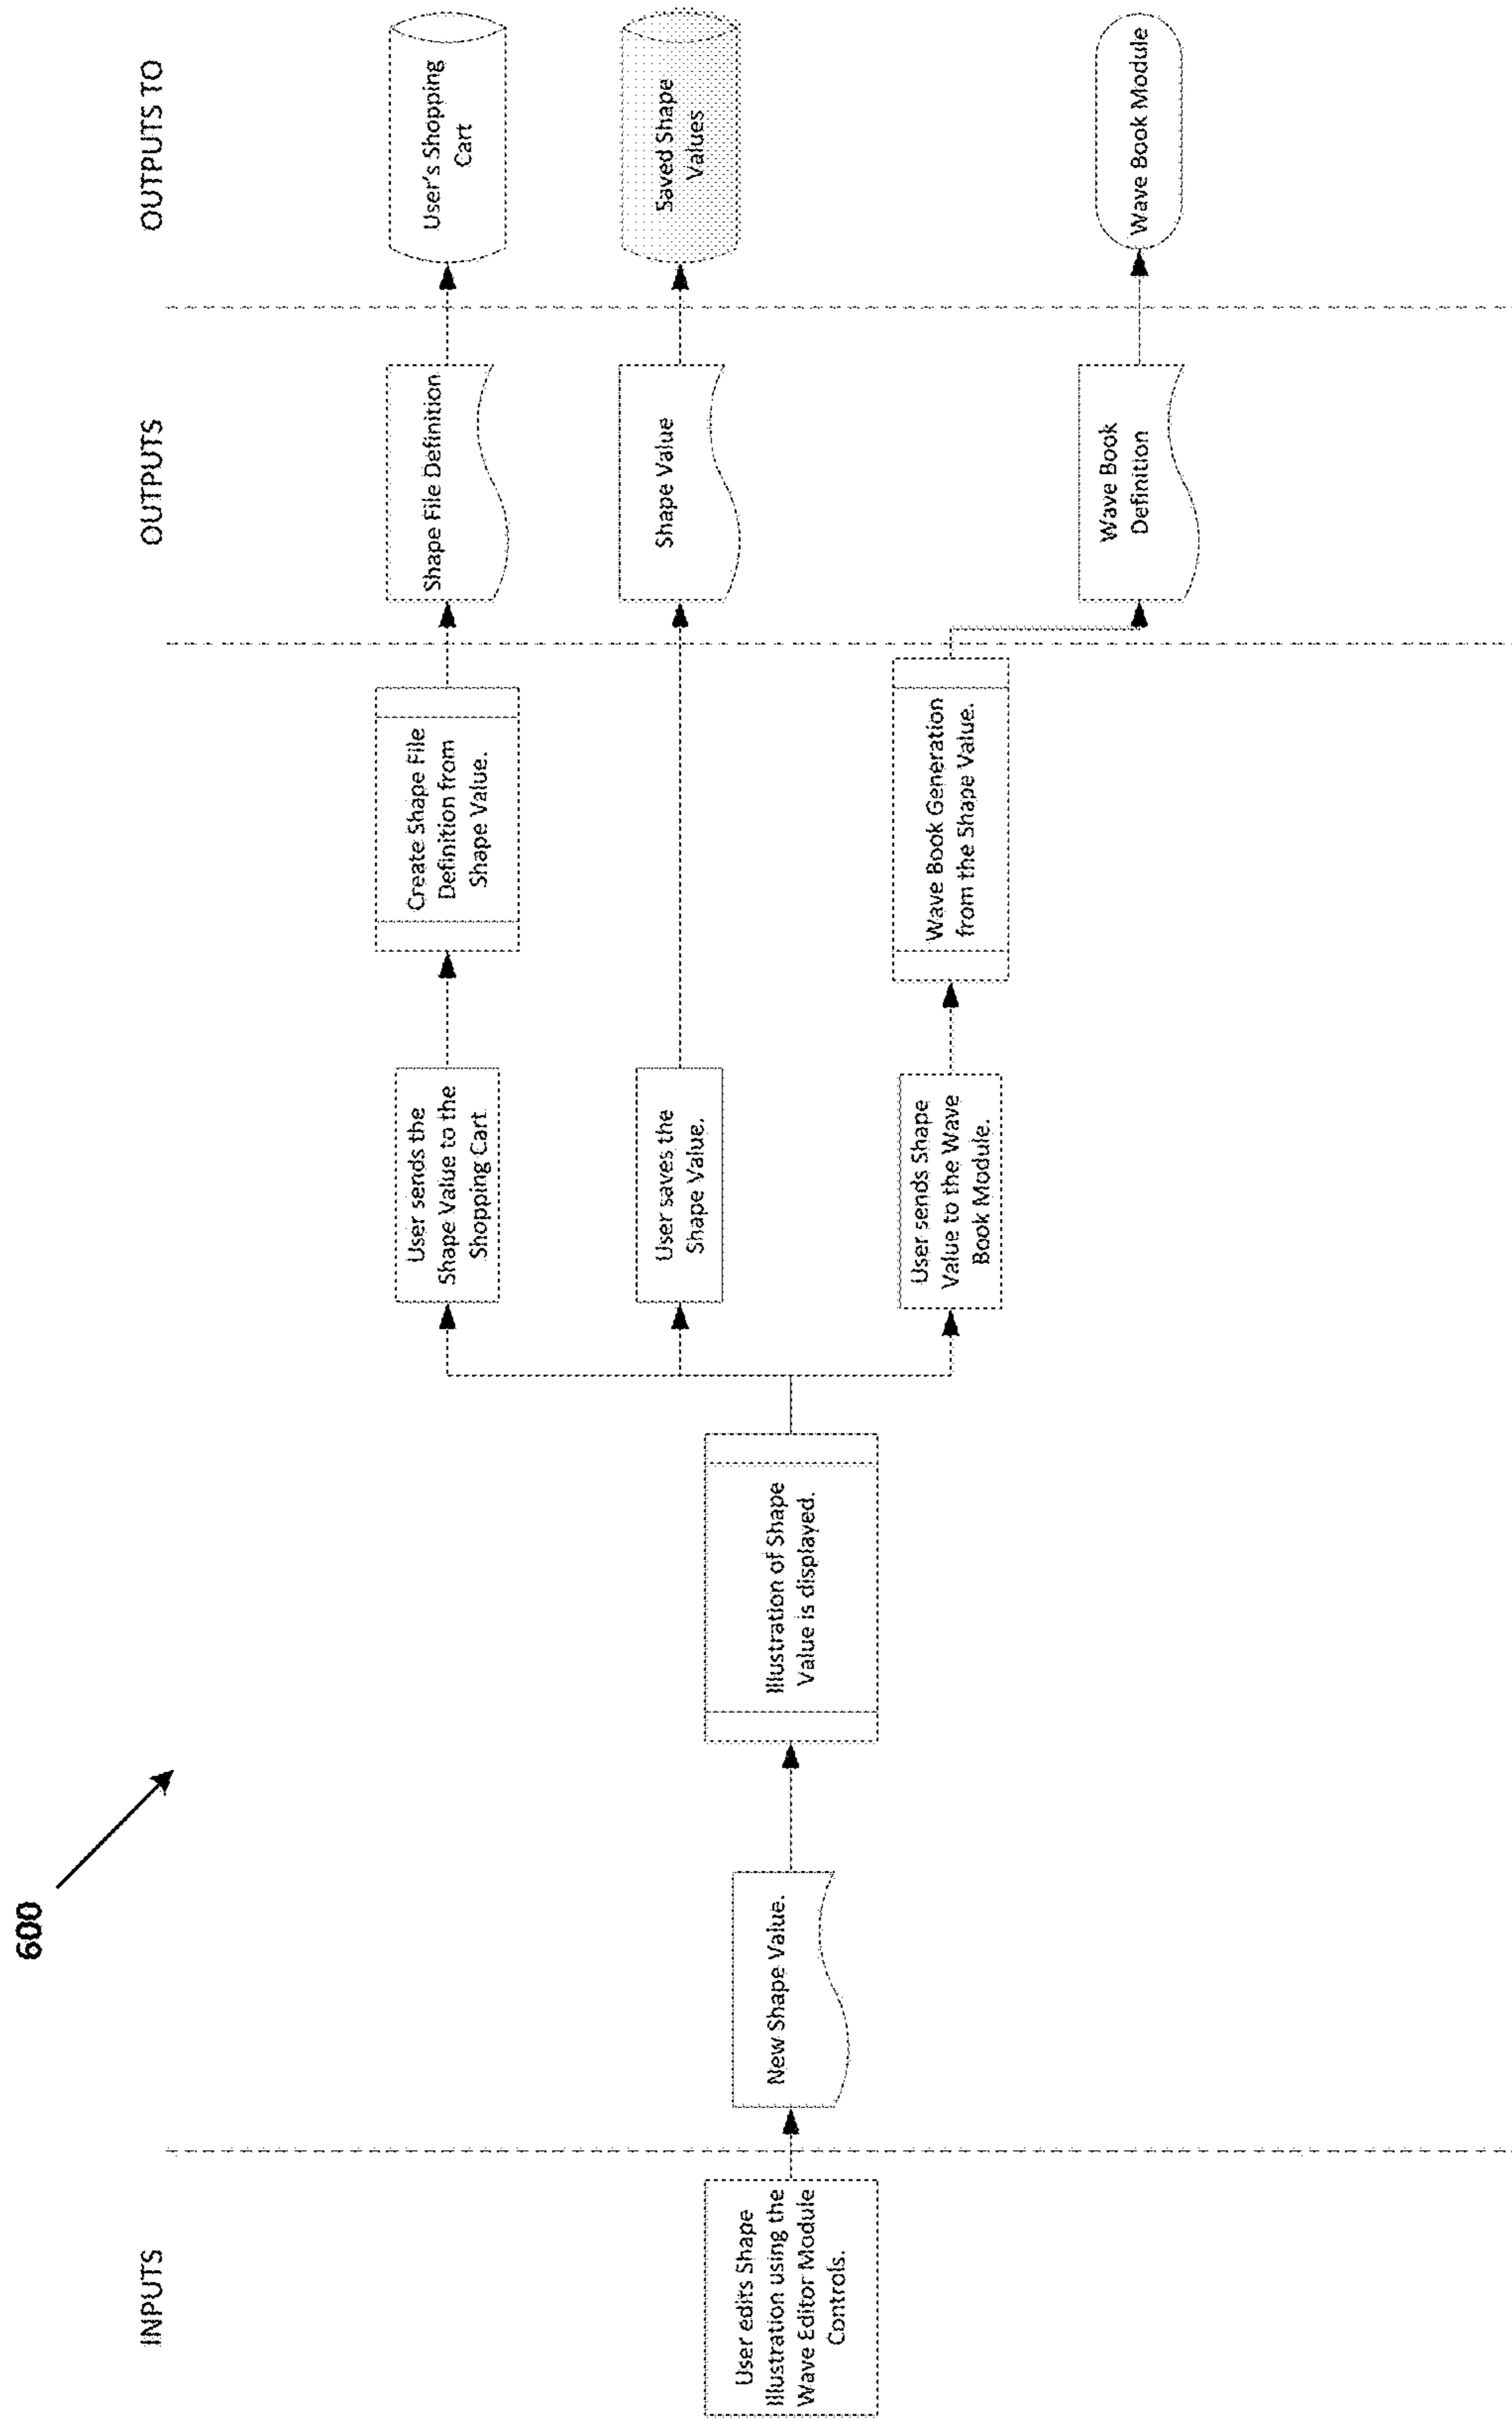 600
INPUTS
OUTPUTS
OUTPUTS TO
User edits Shape
Illustration using the
Wave Editor Module
Controls.
New Shape Value.
Illustration of Shape
Value is displayed.
User sends the
Shape Value to the
Shopping Cart.
Create Shape File
Definition from
Shape Value.
Shape File Definition
User's Shopping
Cart
User saves the
Shape Value.
Shape Value
Saved Shape
Values
User sends Shape
Value to the Wave
Book Module.
Wave Book Generation
from the Shape Value.
Wave Book
Definition
Wave Book Module